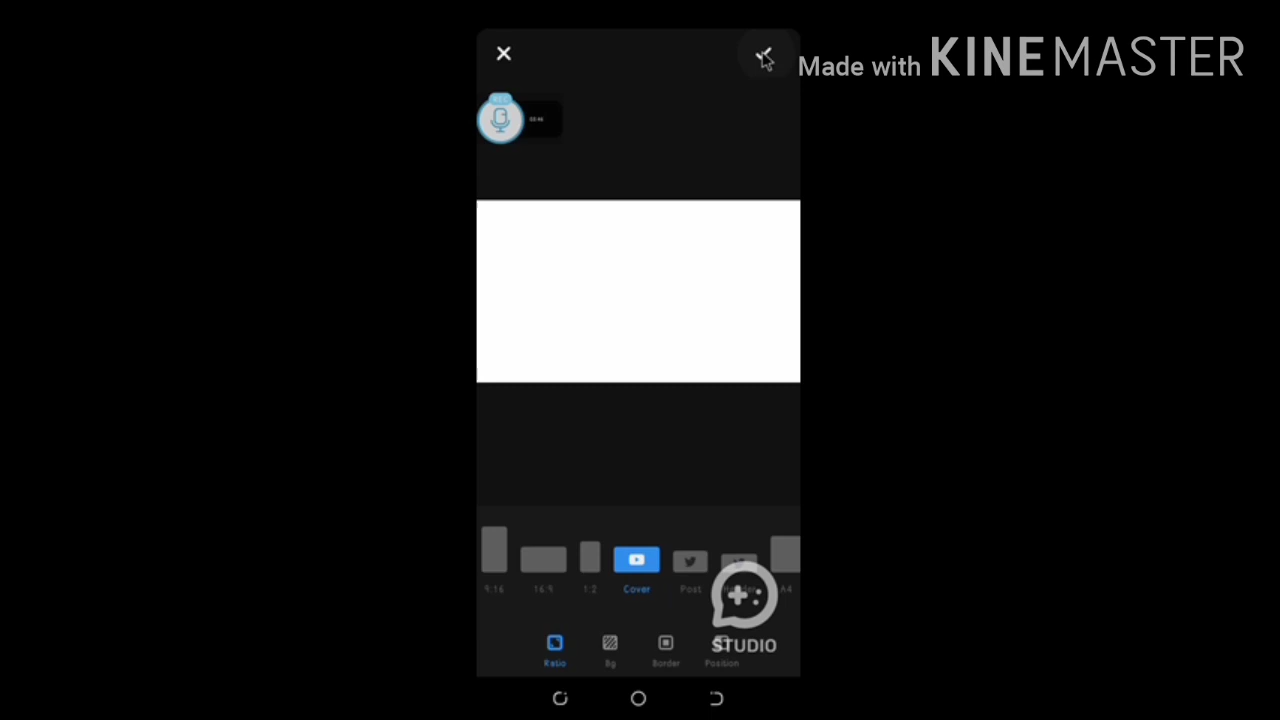 Made with KINEMASTER
9:16
16:9
1:2
Cover
Post
A4
STUDIO
Ratio
Bg
Border
Position